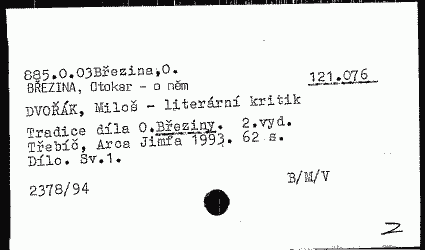 885.0.03Březina,O.
BŘEZINA, Otokar - o něm
121.076
DVOŘÁK, Miloš - literární kritik
Tradice díla O.Březiny. 2.vyd.
Třebíč, Arca Jimfa 1993. 62 s.
Dílo. Sv.1.
2378/94
B/M/V
2